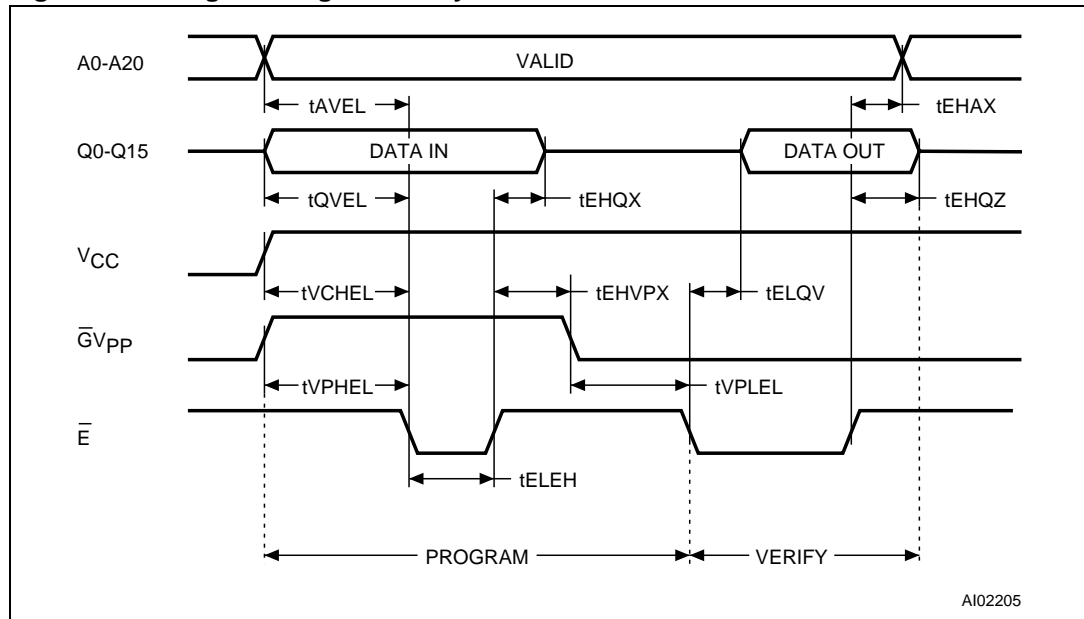 A0-A20
VALID
tAVEL
tEHAX
Q0-Q15
DATA IN
DATA OUT
tQVEL
tEHQX
tEHQZ
VCC
tVCHEL
tEHVPX
tELQV
G̅VPP
tVPHEL
tVPLEL
E̅
tELEH
PROGRAM
VERIFY
AI02205